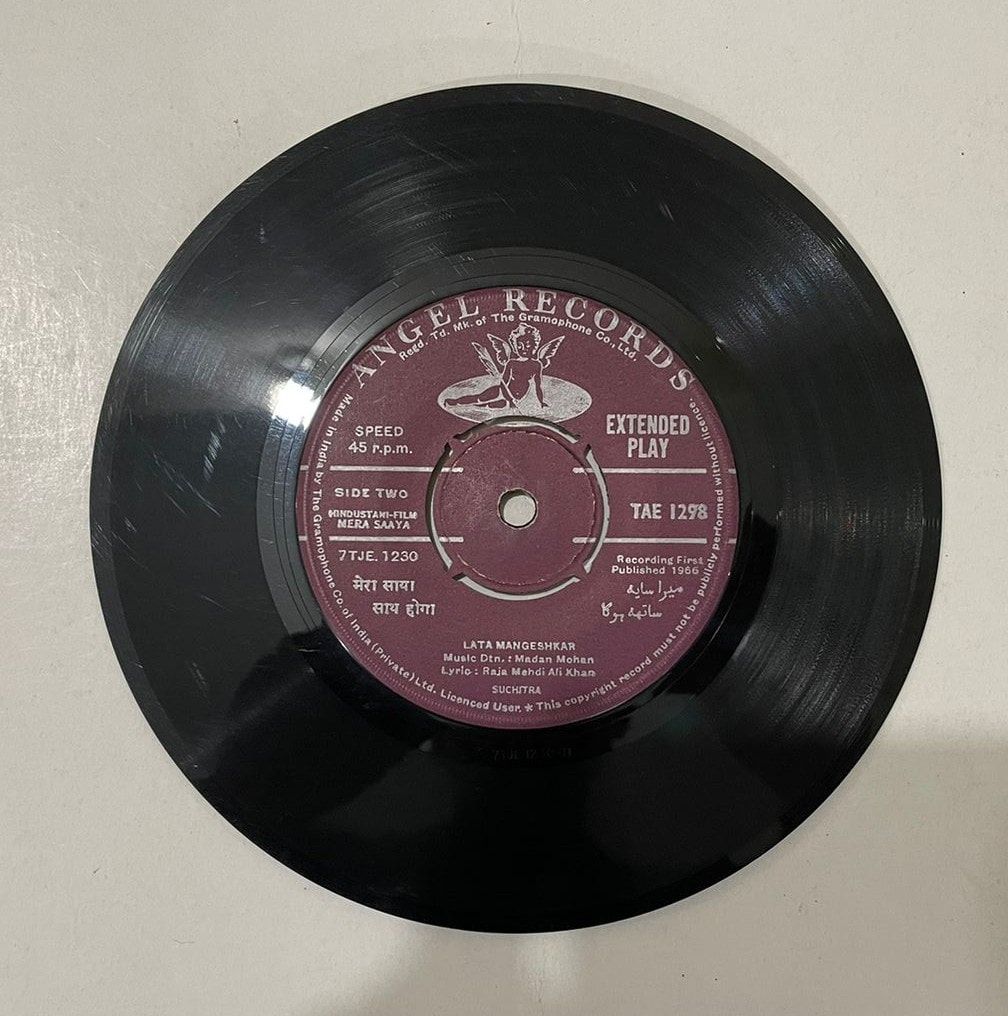 ANGEL RECORDS
Regd. Td. Mk. of The Gramophone Co., Ltd.
SPEED
45 r.p.m.
EXTENDED
PLAY
SIDE TWO
HINDUSTANI-FILM
MERA SAAYA
TAE 1298
7TJE. 1230
Recording First
Published 1966
मेरा साया
साथ होगा
میرا سایہ
ساتھ ہوگا
LATA MANGESHKAR
Music Dtn. : Madan Mohan
Lyric : Raja Mehdi Ali Khan
SUCHITRA
Made in India by The Gramophone Co. of India (Private) Ltd. Licenced User. * This copyright record must not be publicly performed without licence.